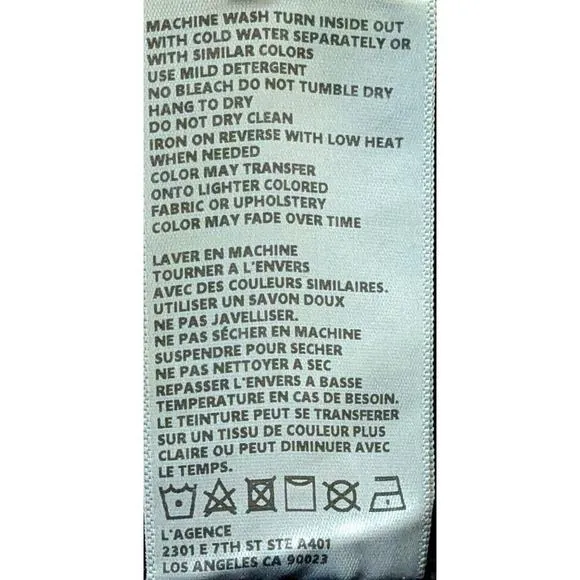 MACHINE WASH TURN INSIDE OUT
WITH COLD WATER SEPARATELY OR
WITH SIMILAR COLORS
USE MILD DETERGENT
NO BLEACH DO NOT TUMBLE DRY
HANG TO DRY
DO NOT DRY CLEAN
IRON ON REVERSE WITH LOW HEAT
WHEN NEEDED
COLOR MAY TRANSFER
ONTO LIGHTER COLORED
FABRIC OR UPHOLSTERY
COLOR MAY FADE OVER TIME
LAVER EN MACHINE
TOURNER A L'ENVERS
AVEC DES COULEURS SIMILAIRES.
UTILISER UN SAVON DOUX
NE PAS JAVELLISER.
NE PAS SÉCHER EN MACHINE
SUSPENDRE POUR SECHER
NE PAS NETTOYER A SEC
REPASSER L'ENVERS A BASSE
TEMPERATURE EN CAS DE BESOIN.
LE TEINTURE PEUT SE TRANSFERER
SUR UN TISSU DE COULEUR PLUS
CLAIRE OU PEUT DIMINUER AVEC
LE TEMPS.
L'AGENCE
2301 E 7TH ST STE A401
LOS ANGELES CA 90023